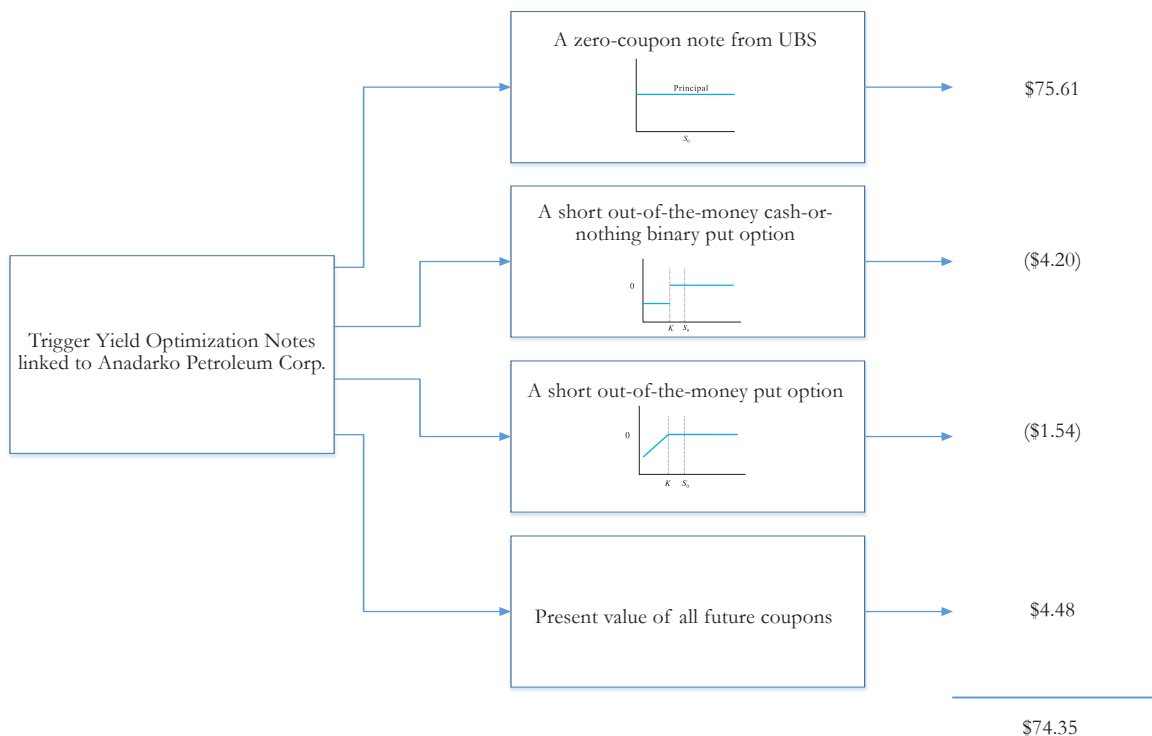 A zero-coupon note from UBS
Principal
S0
$75.61
A short out-of-the-money cash-or-
nothing binary put option
0
K S0
($4.20)
Trigger Yield Optimization Notes
linked to Anadarko Petroleum Corp.
A short out-of-the-money put option
0
K S0
($1.54)
Present value of all future coupons
$4.48
$74.35